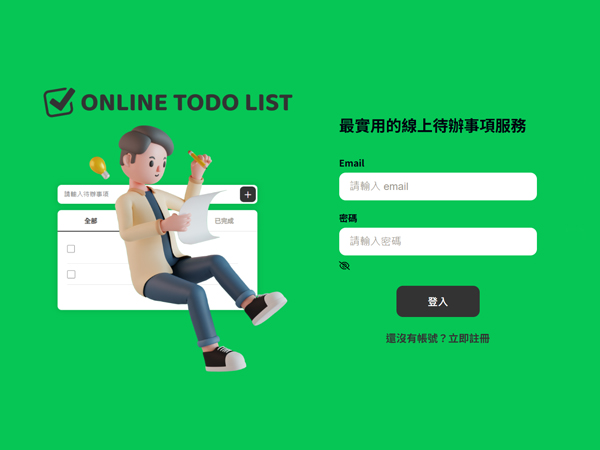 ONLINE TODO LIST
請輸入待辦事項
全部
已完成
最實用的線上待辦事項服務
Email
請輸入 email
密碼
請輸入密碼
登入
還沒有帳號？立即註冊